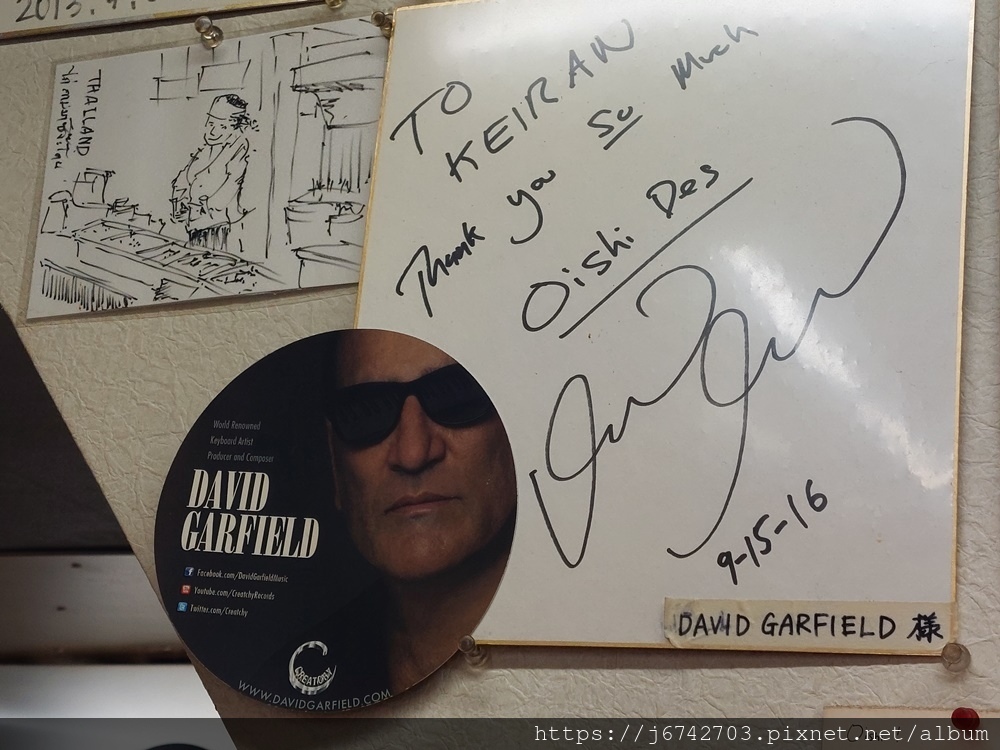 2013.9.
THAILAND
TO
KEIRAN
Thank you so Much
Oishi Des
9-15-16
DAVID GARFIELD 様
World Renowned
Keyboard Artist
Producer and Composer
DAVID
GARFIELD
Facebook.com/DavidGarfieldMusic
Youtube.com/CreatchyRecords
Twitter.com/Creatchy
CREATCHY
WWW.DAVIDGARFIELD.COM
https://j6742703.pixnet.net/album